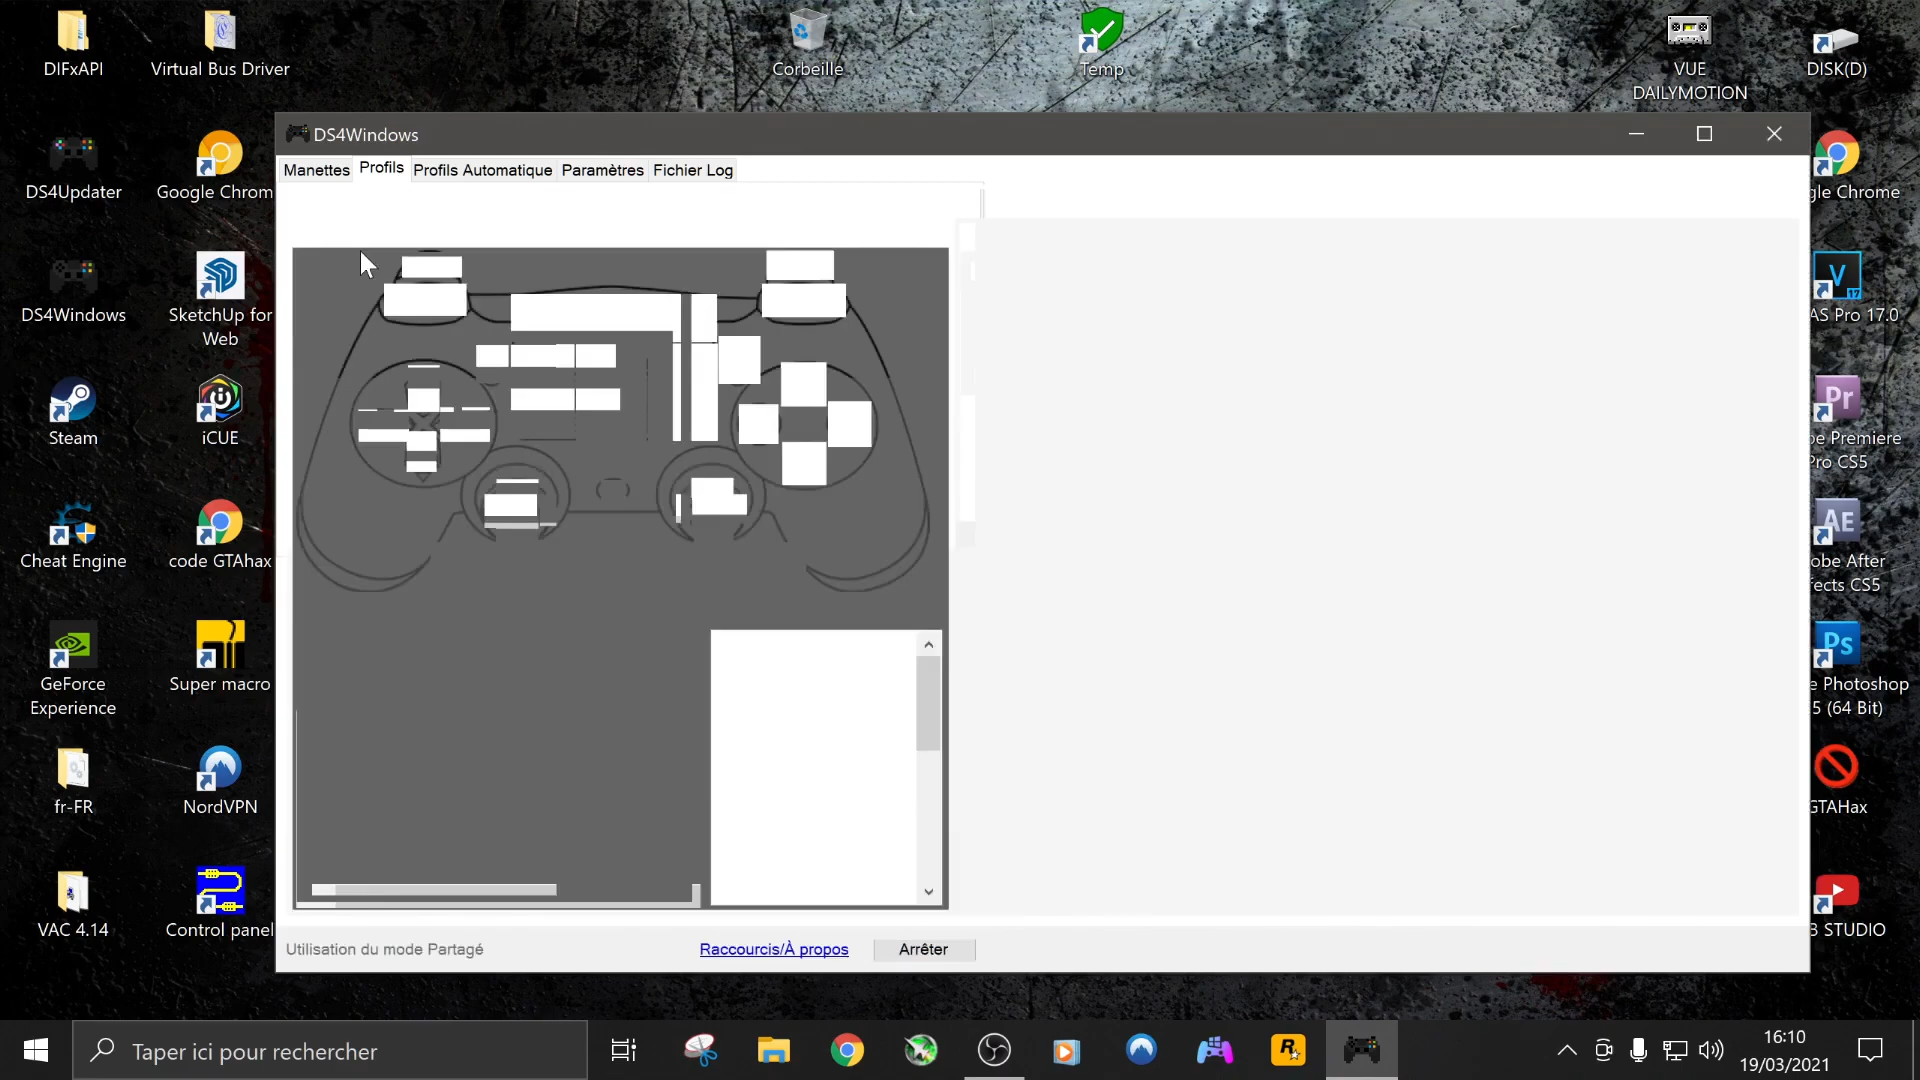 DIFxAPI
Virtual Bus Driver
Corbeille
Temp
VUE
DAILYMOTION
DISK(D)
DS4Windows
Manettes
Profils
Profils Automatique
Paramètres
Fichier Log
DS4Updater
Google Chrom
gle Chrome
DS4Windows
SketchUp for
Web
AS Pro 17.0
Steam
iCUE
Pr
be Premiere
Pro CS5
Cheat Engine
code GTAhax
AE
obe After
fects CS5
GeForce
Experience
Super macro
Ps
e Photoshop
5 (64 Bit)
fr-FR
NordVPN
GTAHax
VAC 4.14
Control panel
B STUDIO
Utilisation du mode Partagé
Raccourcis/À propos
Arrêter
Taper ici pour rechercher
16:10
19/03/2021